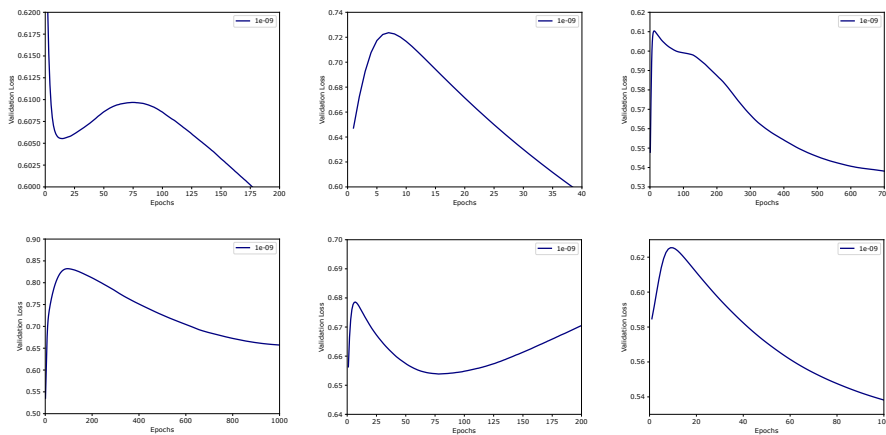 0.6200
0.6175
0.6150
0.6125
0.6100
0.6075
0.6050
0.6025
0.6000
Validation Loss
0 25 50 75 100 125 150 175 200
Epochs
1e-09
0.74
0.72
0.70
0.68
0.66
0.64
0.62
0.60
Validation Loss
0 5 10 15 20 25 30 35 40
Epochs
1e-09
0.62
0.61
0.60
0.59
0.58
0.57
0.56
0.55
0.54
0.53
Validation Loss
0 100 200 300 400 500 600 70
Epochs
1e-09
0.90
0.85
0.80
0.75
0.70
0.65
0.60
0.55
0.50
Validation Loss
0 200 400 600 800 1000
Epochs
1e-09
0.70
0.69
0.68
0.67
0.66
0.65
0.64
Validation Loss
0 25 50 75 100 125 150 175 200
Epochs
1e-09
0.62
0.60
0.58
0.56
0.54
Validation Loss
0 20 40 60 80 10
Epochs
1e-09